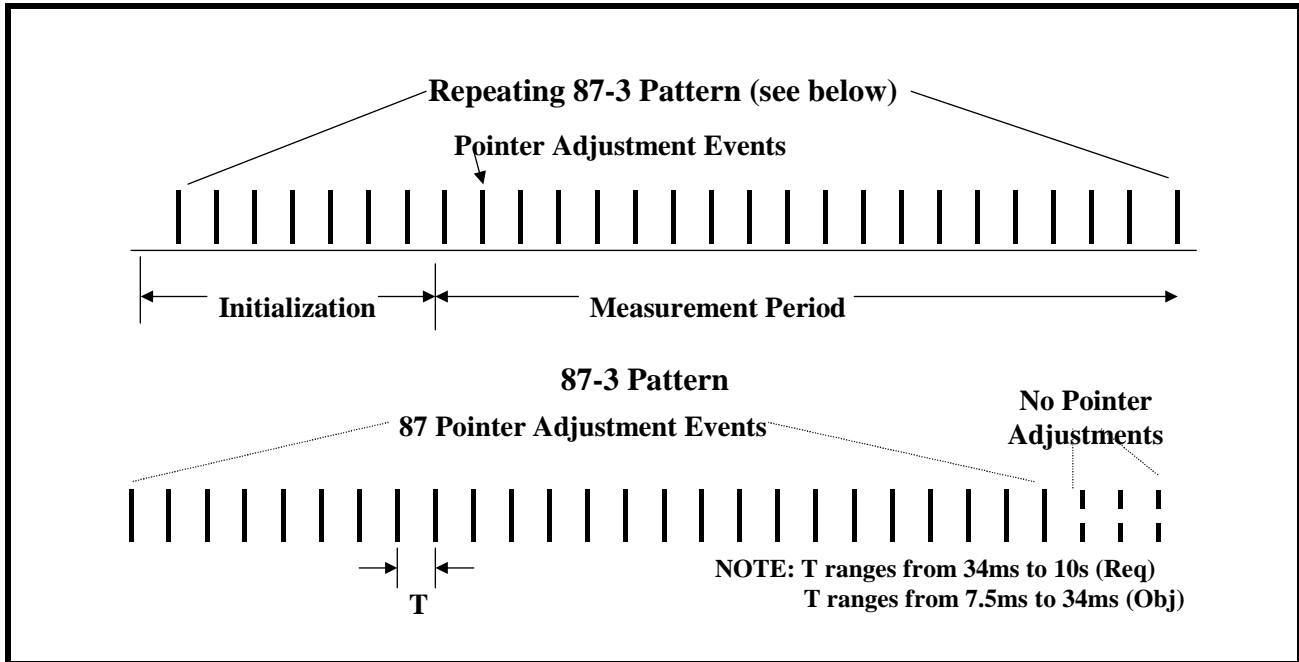 Repeating 87-3 Pattern (see below)
Pointer Adjustment Events
Initialization
Measurement Period
87-3 Pattern
87 Pointer Adjustment Events
No Pointer
Adjustments
T
NOTE: T ranges from 34ms to 10s (Req)
T ranges from 7.5ms to 34ms (Obj)